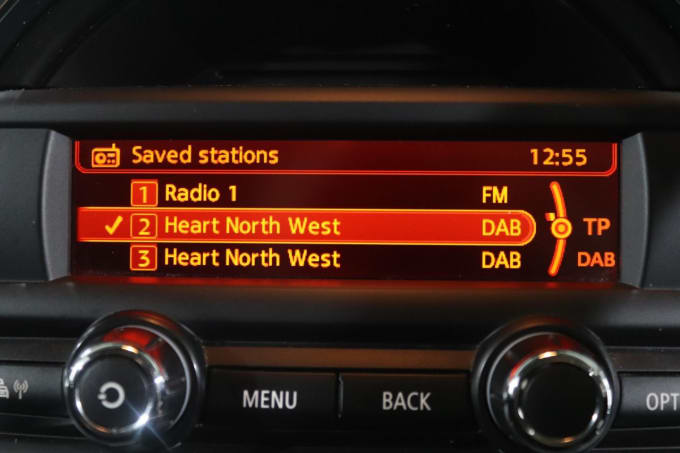 Saved stations 12:55
1 Radio 1 FM
✓ 2 Heart North West DAB TP
3 Heart North West DAB DAB
MENU BACK OPT